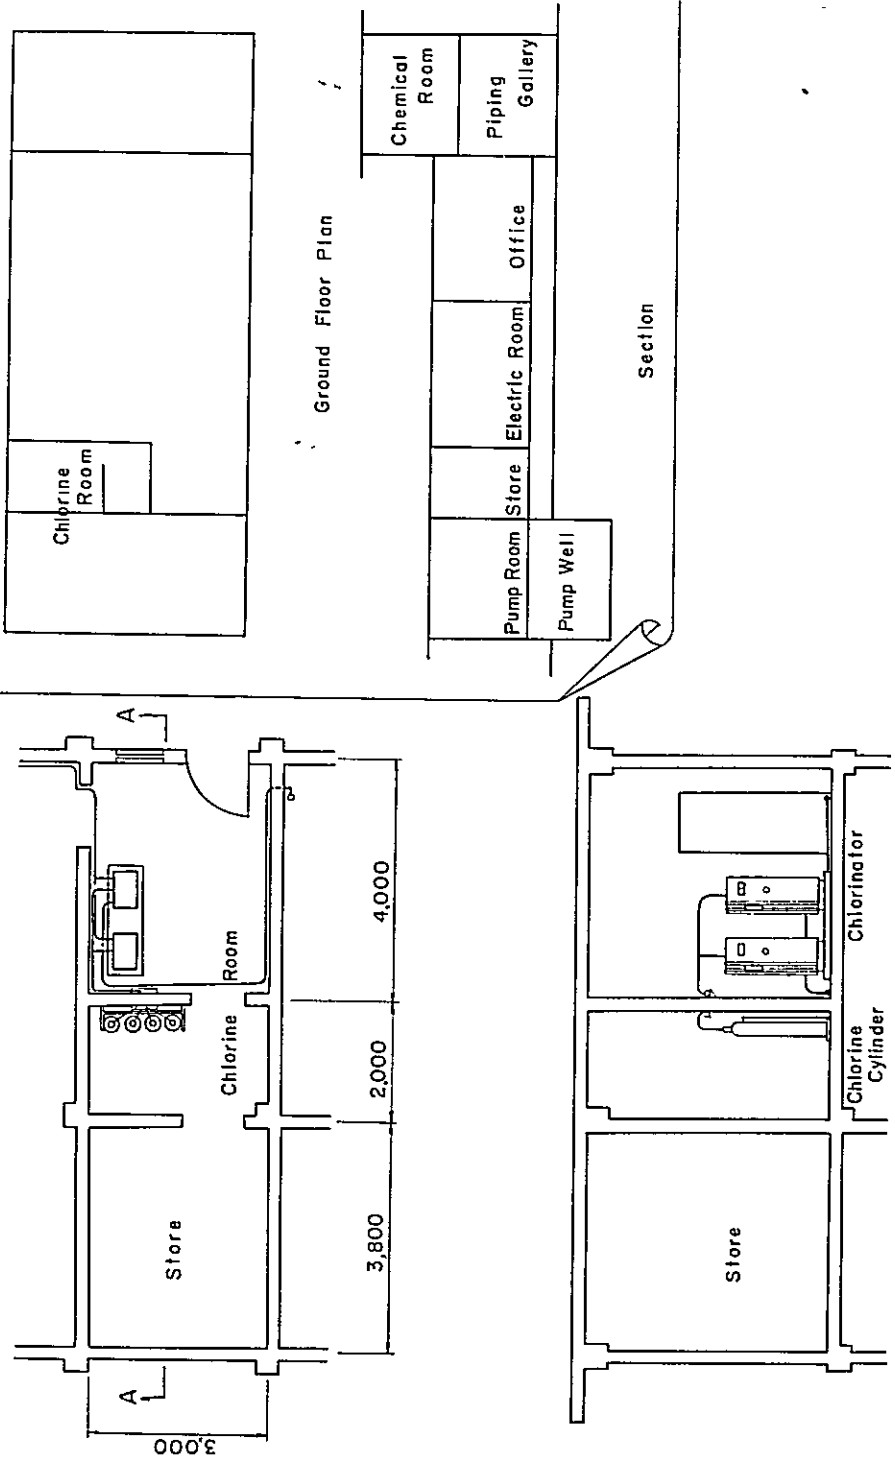 A
A
3,000
Store
Chlorine
Room
3,800
2,000
4,000
Store
Chlorine
Cylinder
Chlorinator
Chlorine
Room
Ground Floor Plan
Chemical
Room
Piping
Gallery
Pump Room
Store
Electric Room
Office
Pump Well
Section